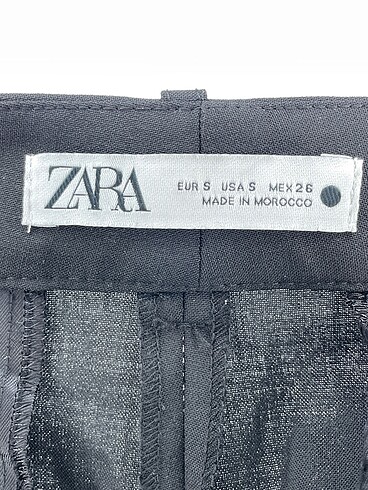 ZARA
EUR S USA S MEX 26
MADE IN MOROCCO